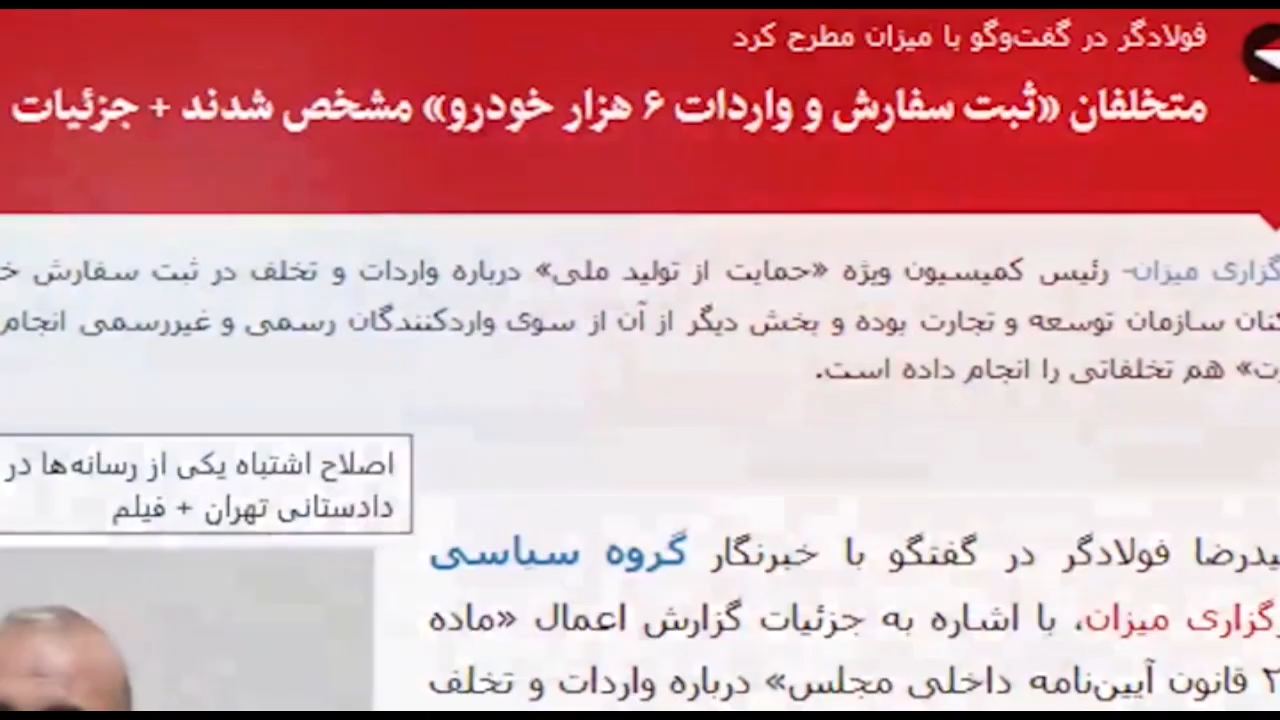 فولادگر در گفت‌وگو با میزان مطرح کرد
متخلفان «ثبت سفارش و واردات ۶ هزار خودرو» مشخص شدند + جزئیات
میزان- رئیس کمیسیون ویژه «حمایت از تولید ملی» درباره واردات و تخلف در ثبت سفارش
سازمان توسعه و تجارت بوده و بخش دیگر از آن از سوی واردکنندگان رسمی و غیررسمی انجام
هم تخلفاتی را انجام داده است.
اصلاح اشتباه یکی از رسانه‌ها در
دادستانی تهران + فیلم
فولادگر در گفتگو با خبرنگار گروه سیاسی
میزان، با اشاره به جزئیات گزارش اعمال «ماده
قانون آیین‌نامه داخلی مجلس» درباره واردات و تخلف